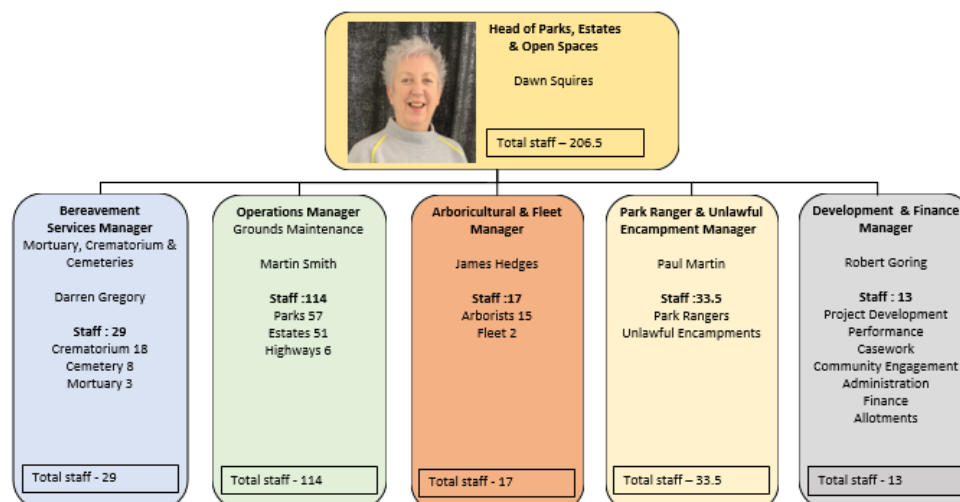 Head of Parks, Estates
& Open Spaces
Dawn Squires
Total staff – 206.5
Bereavement
Services Manager
Mortuary, Crematorium &
Cemeteries
Darren Gregory
Staff : 29
Crematorium 18
Cemetery 8
Mortuary 3
Total staff - 29
Operations Manager
Grounds Maintenance
Martin Smith
Staff :114
Parks 57
Estates 51
Highways 6
Total staff - 114
Arboricultural & Fleet
Manager
James Hedges
Staff :17
Arborists 15
Fleet 2
Total staff - 17
Park Ranger & Unlawful
Encampment Manager
Paul Martin
Staff :33.5
Park Rangers
Unlawful Encampments
Total staff – 33.5
Development & Finance
Manager
Robert Goring
Staff : 13
Project Development
Performance
Casework
Community Engagement
Administration
Finance
Allotments
Total staff - 13